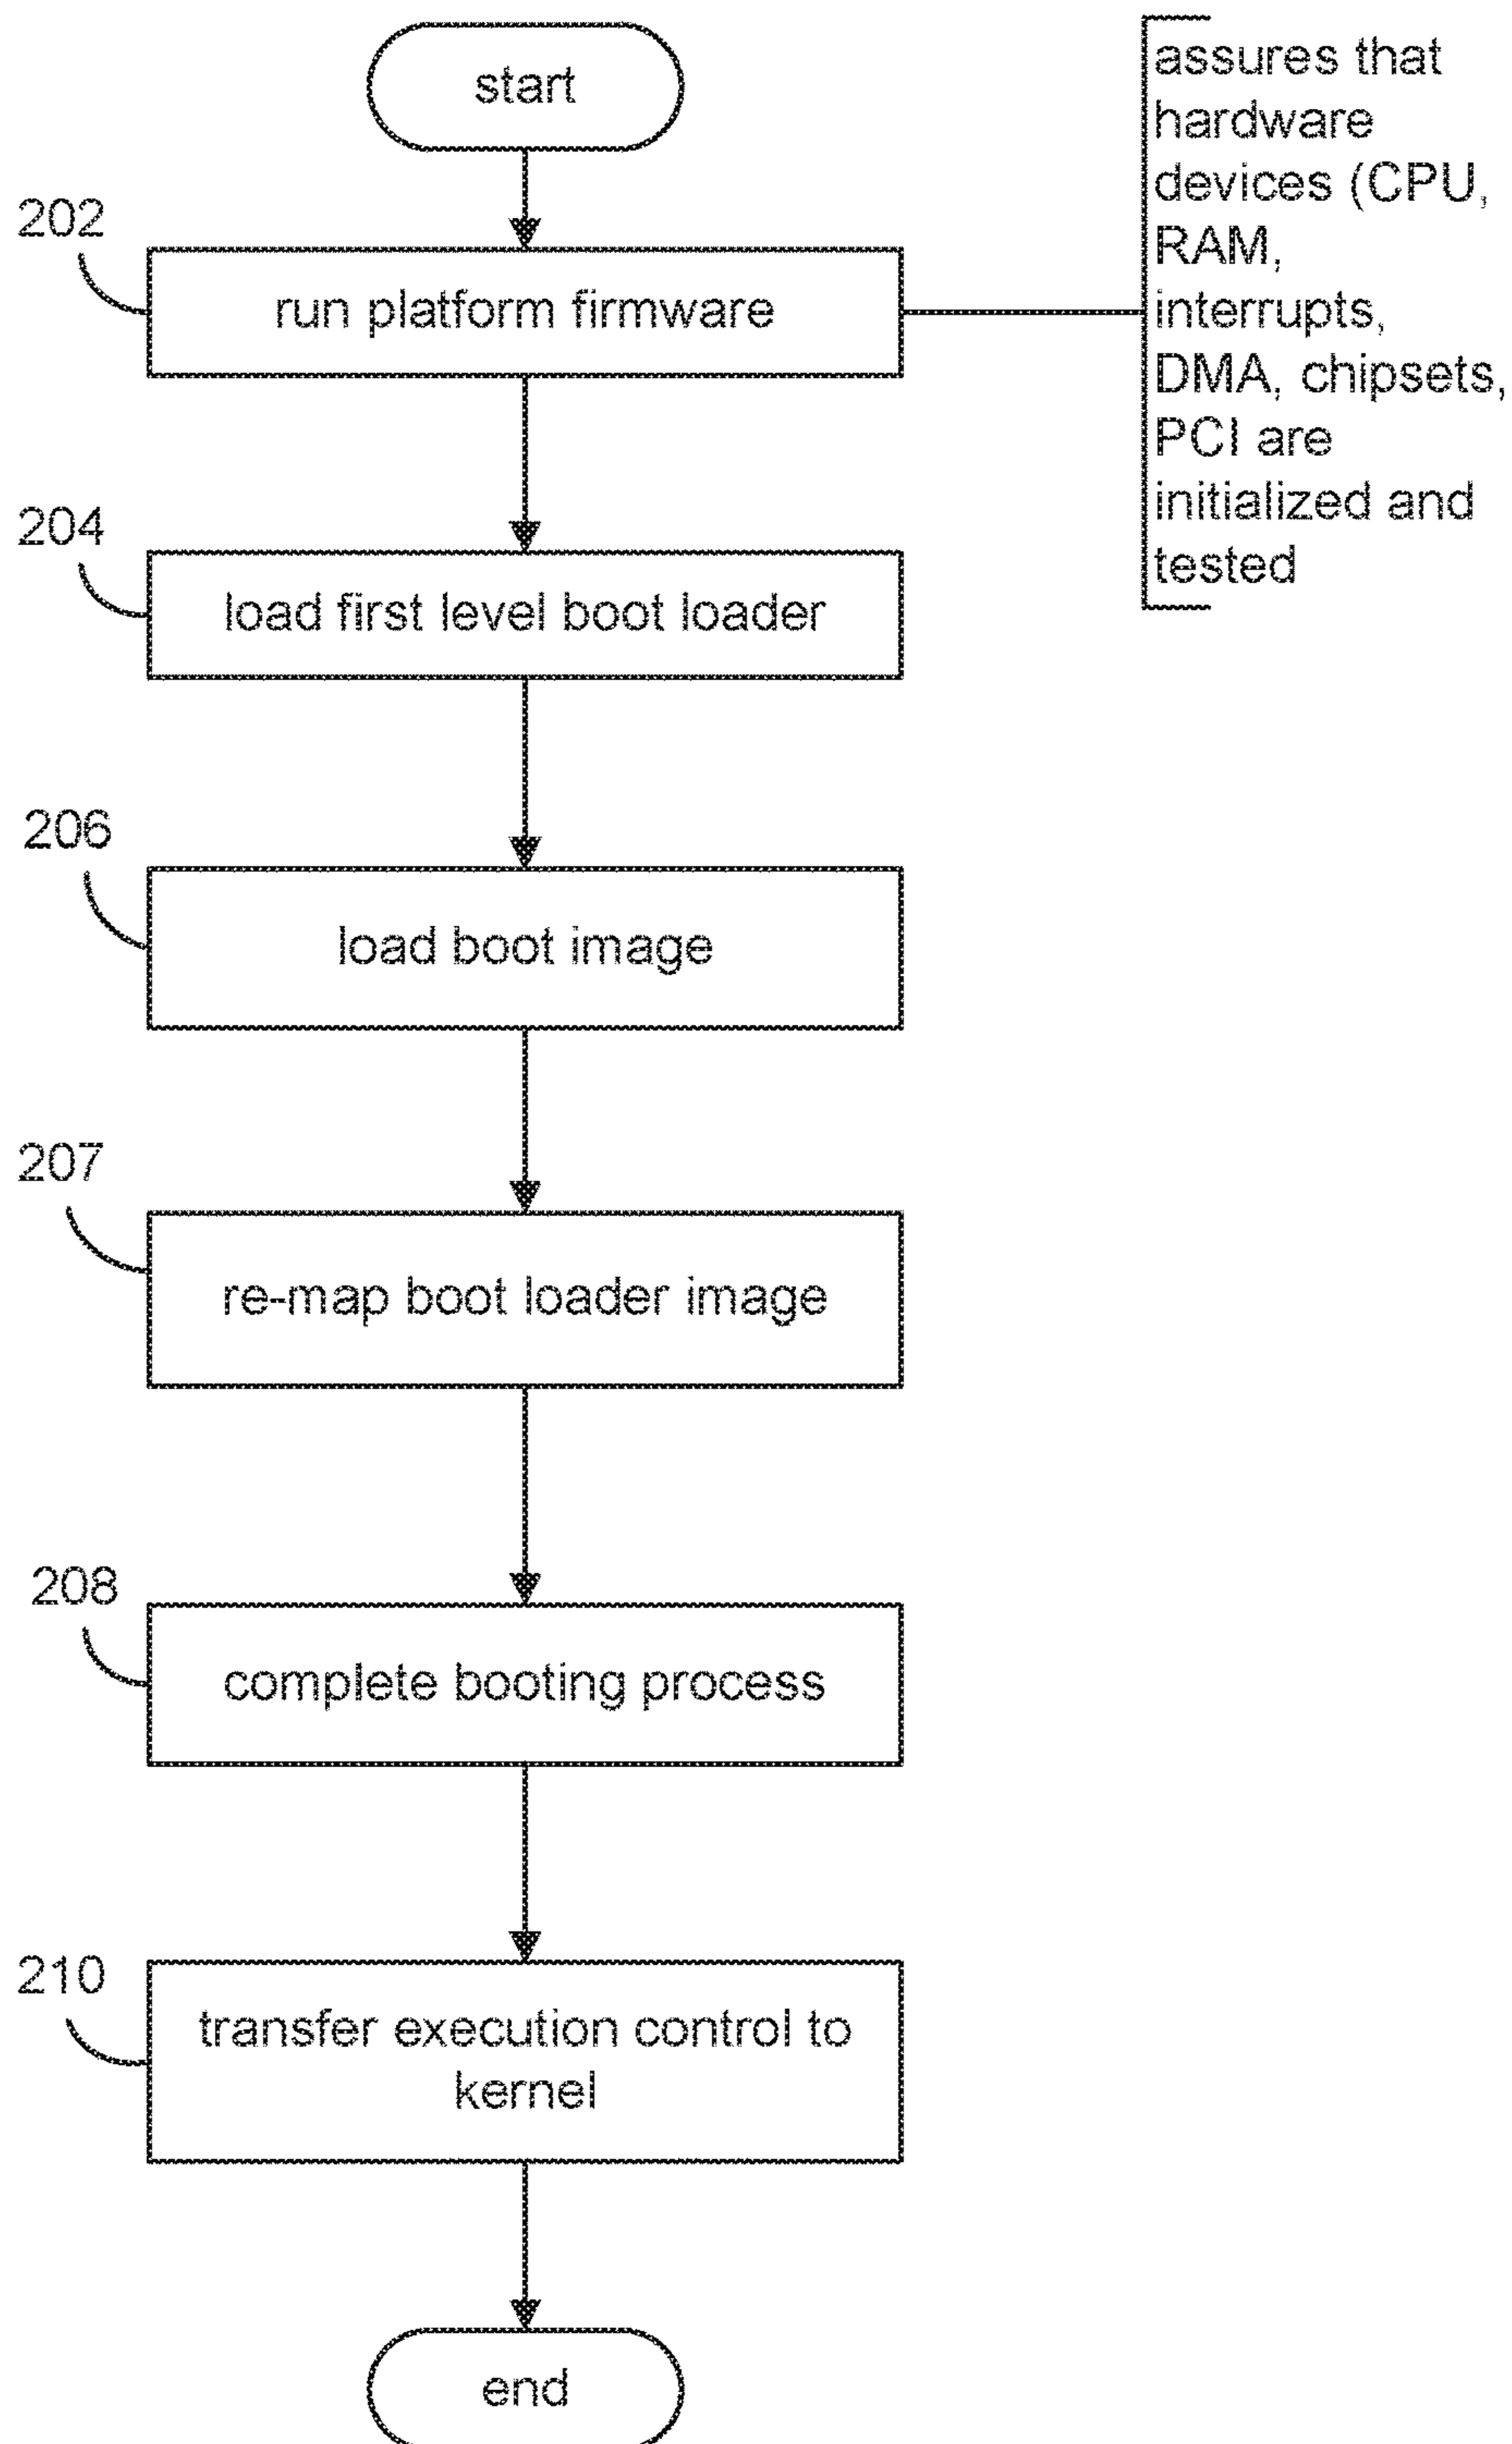 start
assures that
hardware
devices (CPU,
RAM,
interrupts,
DMA, chipsets,
PCI are
initialized and
tested
202
run platform firmware
204
load first level boot loader
206
load boot image
207
re-map boot loader image
208
complete booting process
210
transfer execution control to
kernel
end